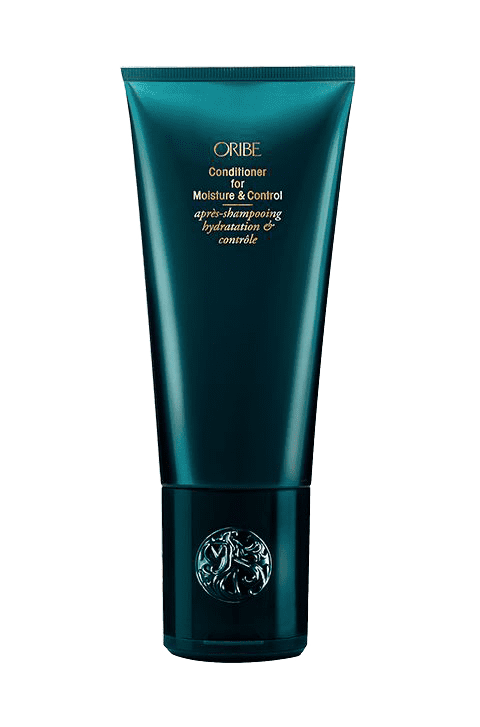 ORIBE
Conditioner
for
Moisture & Control
après-shampooing
hydratation &
contrôle